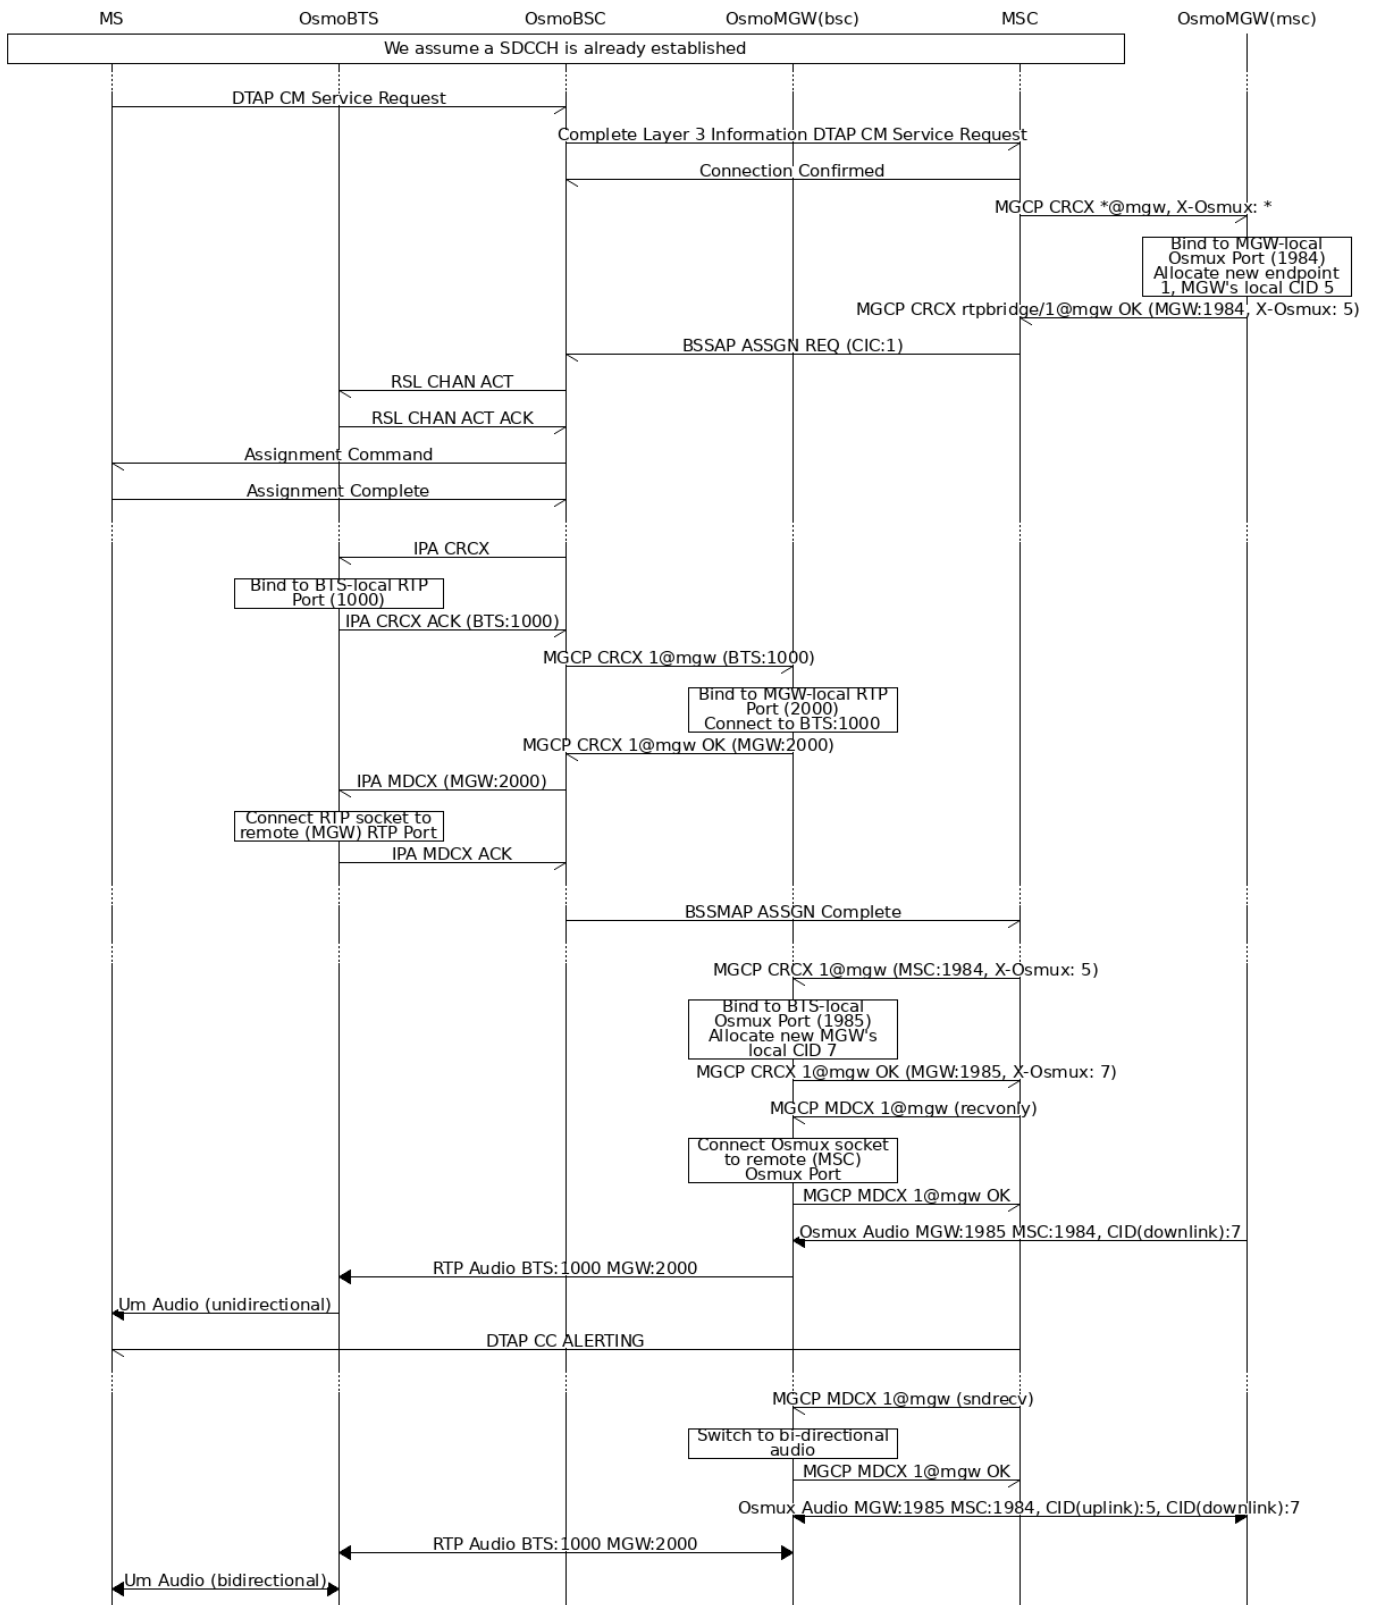 MS OsmoBTS OsmoBSC OsmoMGW(bsc) MSC OsmoMGW(msc)
We assume a SDCCH is already established
DTAP CM Service Request
Complete Layer 3 Information DTAP CM Service Request
Connection Confirmed
MGCP CRCX *@mgw, X-Osmux: *
Bind to MGW-local
Osmux Port (1984)
Allocate new endpoint
1, MGW's local CID 5
MGCP CRCX rtpbridge/1@mgw OK (MGW:1984, X-Osmux: 5)
BSSAP ASSGN REQ (CIC:1)
RSL CHAN ACT
RSL CHAN ACT ACK
Assignment Command
Assignment Complete
IPA CRCX
Bind to BTS-local RTP
Port (1000)
IPA CRCX ACK (BTS:1000)
MGCP CRCX 1@mgw (BTS:1000)
Bind to MGW-local RTP
Port (2000)
Connect to BTS:1000
MGCP CRCX 1@mgw OK (MGW:2000)
IPA MDCX (MGW:2000)
Connect RTP socket to
remote (MGW) RTP Port
IPA MDCX ACK
BSSMAP ASSGN Complete
MGCP CRCX 1@mgw (MSC:1984, X-Osmux: 5)
Bind to BTS-local
Osmux Port (1985)
Allocate new MGW's
local CID 7
MGCP CRCX 1@mgw OK (MGW:1985, X-Osmux: 7)
MGCP MDCX 1@mgw (recvonly)
Connect Osmux socket
to remote (MSC)
Osmux Port
MGCP MDCX 1@mgw OK
Osmux Audio MGW:1985 MSC:1984, CID(downlink):7
RTP Audio BTS:1000 MGW:2000
Um Audio (unidirectional)
DTAP CC ALERTING
MGCP MDCX 1@mgw (sndrecv)
Switch to bi-directional
audio
MGCP MDCX 1@mgw OK
Osmux Audio MGW:1985 MSC:1984, CID(uplink):5, CID(downlink):7
RTP Audio BTS:1000 MGW:2000
Um Audio (bidirectional)